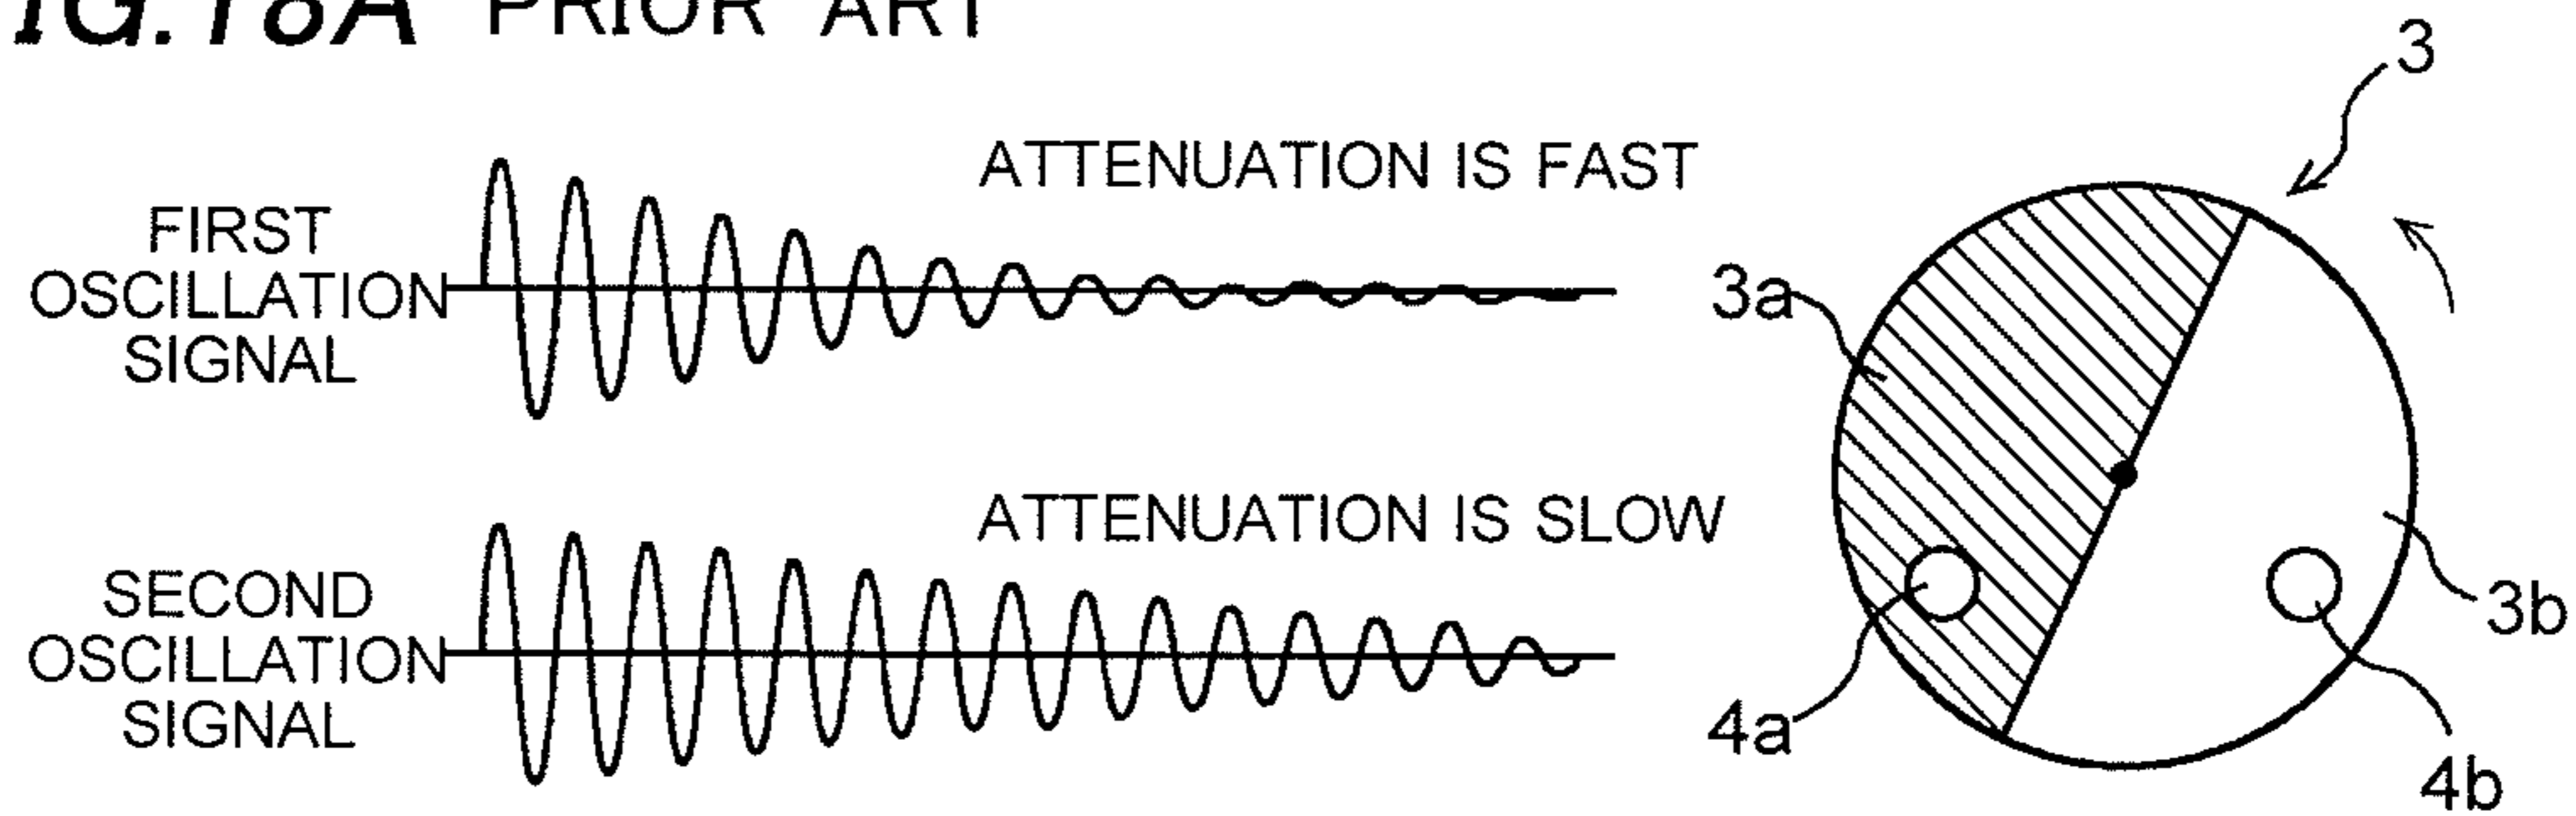 IG. 18A PRIOR ART
3
ATTENUATION IS FAST
FIRST
OSCILLATION
SIGNAL
3a
ATTENUATION IS SLOW
SECOND
OSCILLATION
SIGNAL
3b
4a
4b